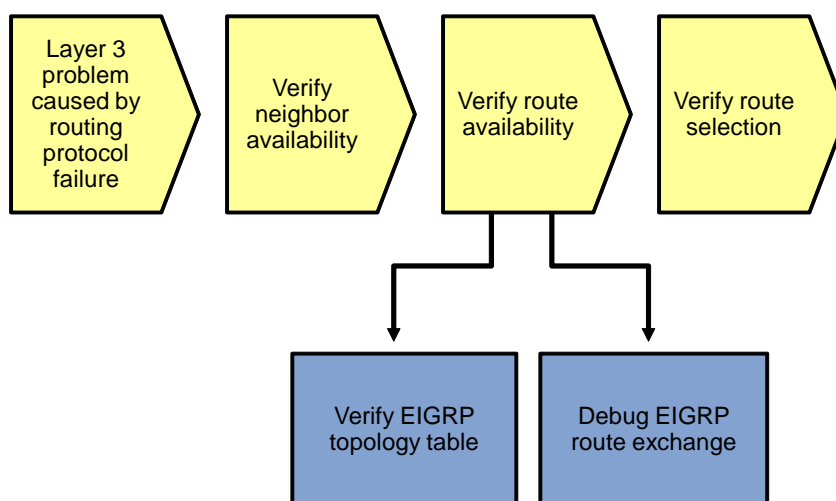 Layer 3
problem
caused by
routing
protocol
failure
Verify
neighbor
availability
Verify route
availability
Verify route
selection
Verify EIGRP
topology table
Debug EIGRP
route exchange